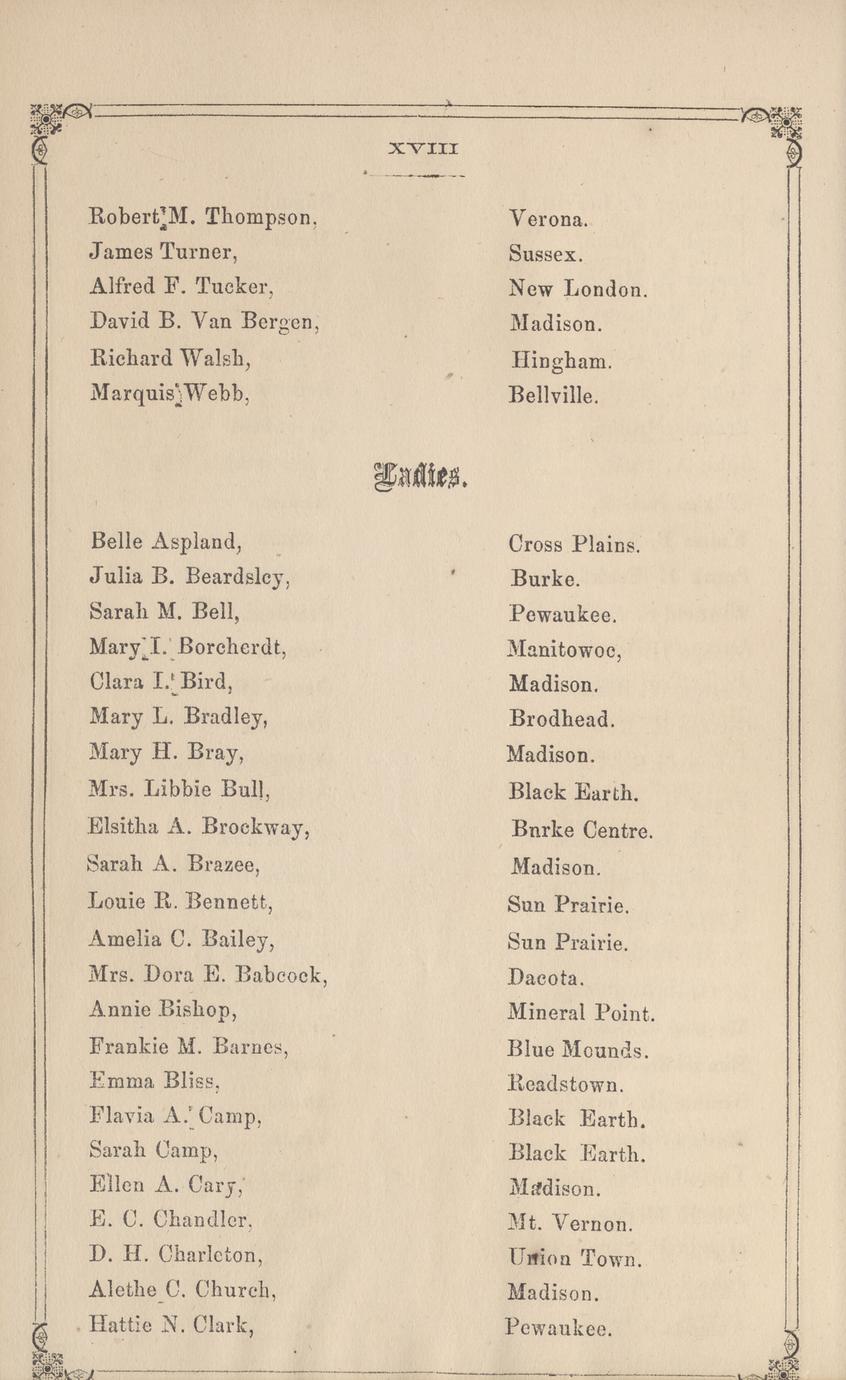 XVIII
Robert M. Thompson, Verona.
James Turner, Sussex.
Alfred F. Tucker, New London.
David B. Van Bergen, Madison.
Richard Walsh, Hingham.
Marquis Webb, Bellville.
Ladies.
Belle Aspland, Cross Plains.
Julia B. Beardsley, Burke.
Sarah M. Bell, Pewaukee.
Mary I. Borcherdt, Manitowoc,
Clara I. Bird, Madison.
Mary L. Bradley, Brodhead.
Mary H. Bray, Madison.
Mrs. Libbie Bull, Black Earth.
Elsitha A. Brockway, Bnrke Centre.
Sarah A. Brazee, Madison.
Louie R. Bennett, Sun Prairie.
Amelia C. Bailey, Sun Prairie.
Mrs. Dora E. Babcock, Dacota.
Annie Bishop, Mineral Point.
Frankie M. Barnes, Blue Mounds.
Emma Bliss, Readstown.
Flavia A. Camp, Black Earth.
Sarah Camp, Black Earth.
Ellen A. Cary, Madison.
E. C. Chandler, Mt. Vernon.
D. H. Charleton, Union Town.
Alethe C. Church, Madison.
Hattie N. Clark, Pewaukee.